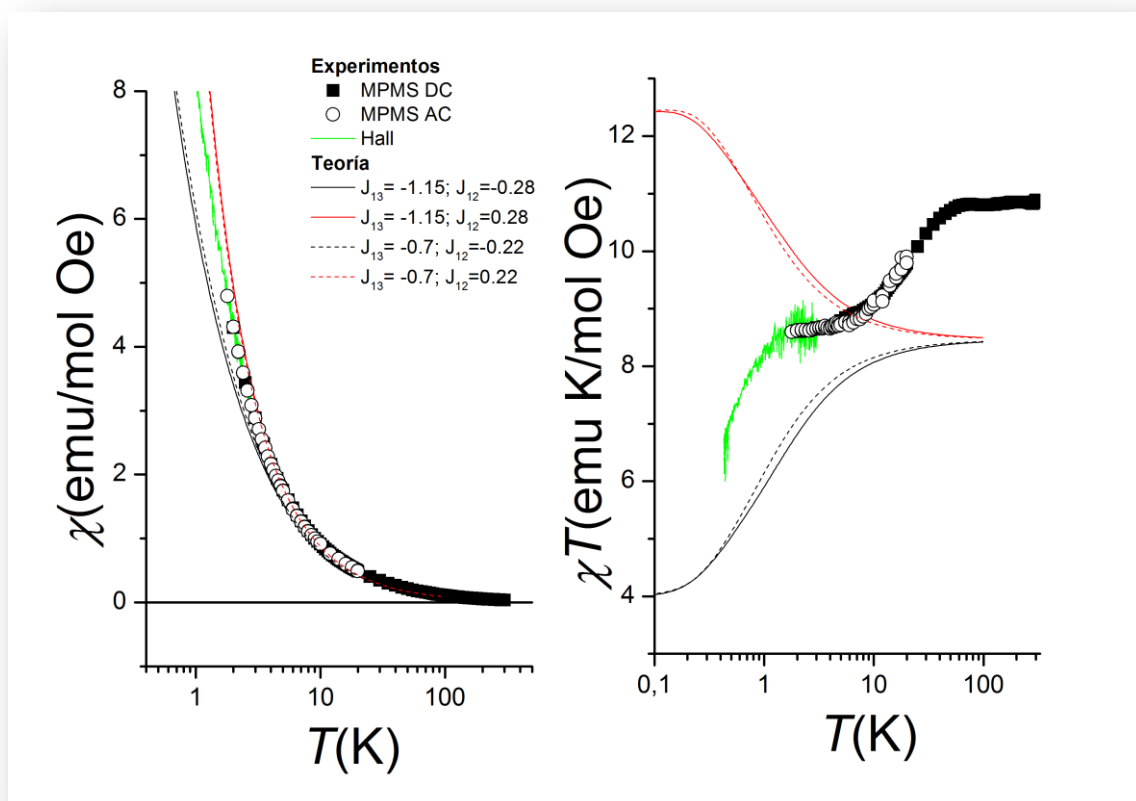 Experimentos
MPMS DC
MPMS AC
Hall
Teoría
J13= -1.15; J12=-0.28
J13= -1.15; J12=0.28
J13= -0.7; J12=-0.22
J13= -0.7; J12=0.22
χ(emu/mol Oe)
8
6
4
2
0
1
10
100
T(K)
χT(emu K/mol Oe)
12
10
8
6
4
0,1
1
10
100
T(K)